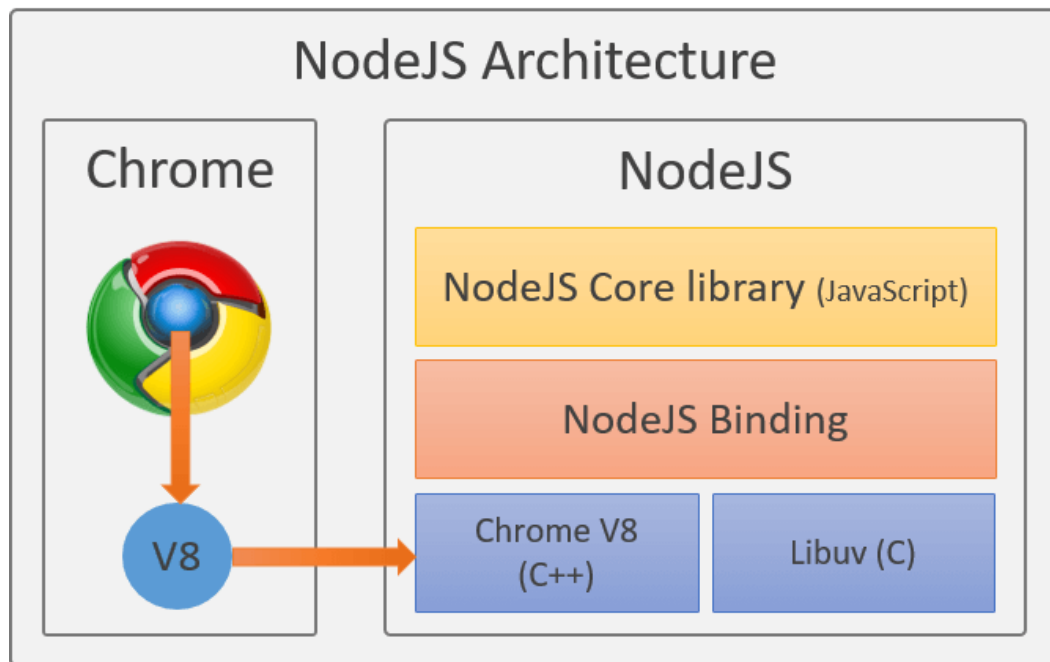 NodeJS Architecture
Chrome
V8
NodeJS
NodeJS Core library (JavaScript)
NodeJS Binding
Chrome V8
(C++)
Libuv (C)